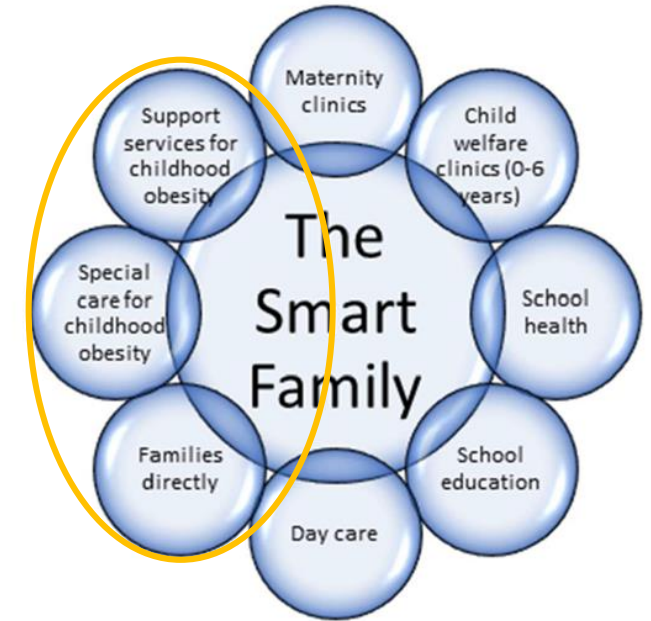 Maternity
clinics
Child
welfare
clinics (0-6
years)
School
health
School
education
Day care
Families
directly
Special
care for
childhood
obesity
Support
services for
childhood
obesity
The
Smart
Family